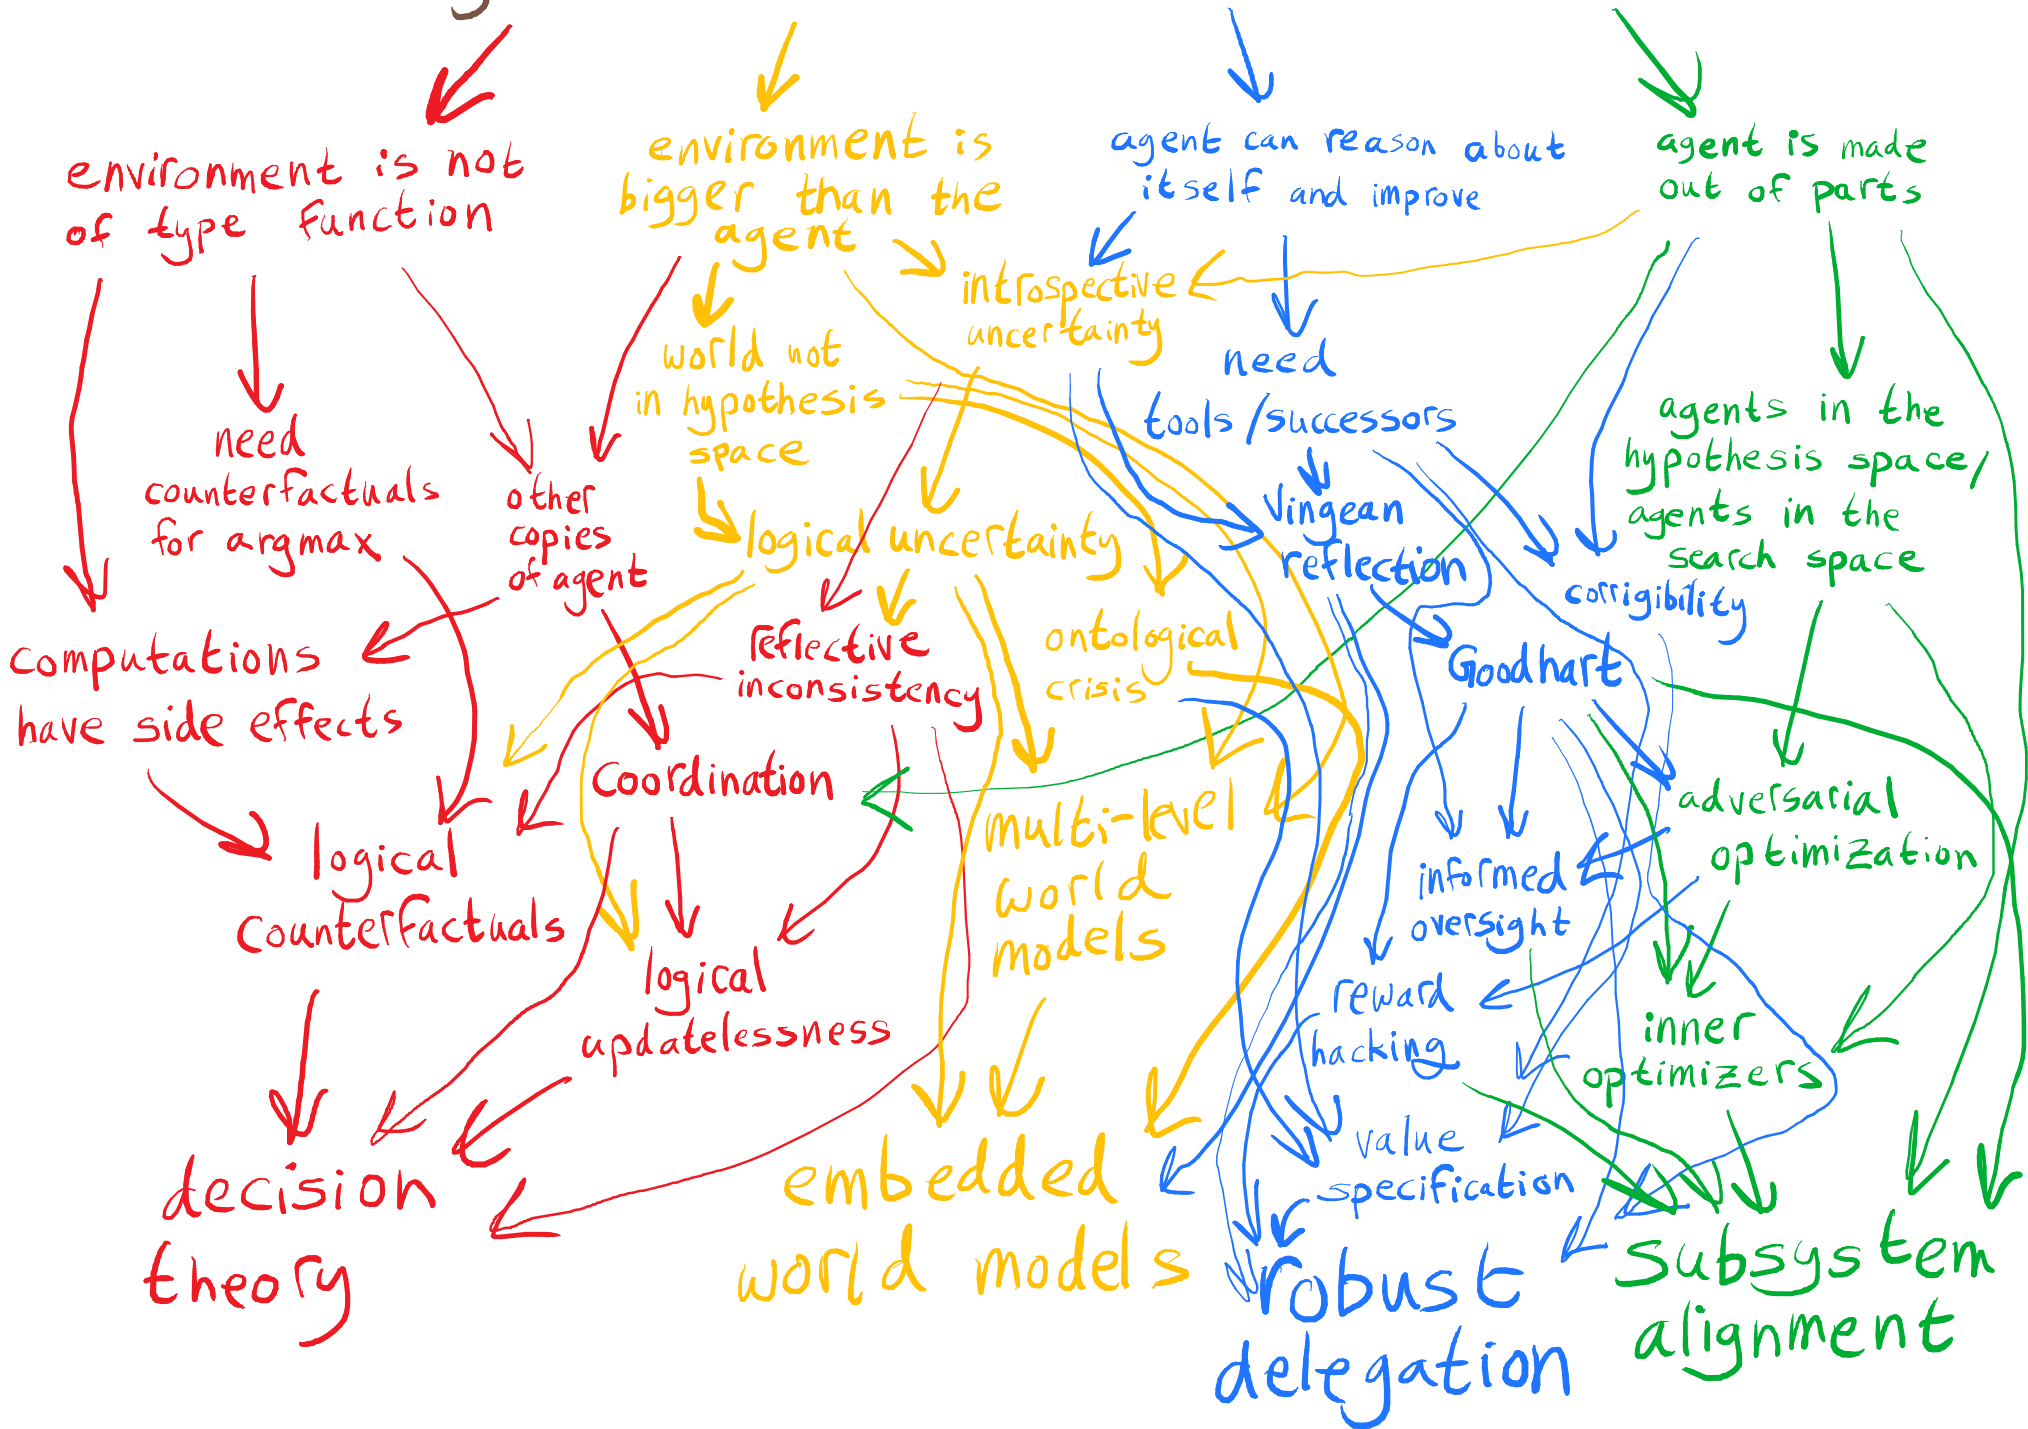 environment is not
of type function
environment is
bigger than the
agent
agent can reason about
itself and improve
agent is made
out of parts
introspective
uncertainty
world not
in hypothesis
space
need
tools/successors
agents in the
hypothesis space/
agents in the
search space
need
counterfactuals
for argmax
other
copies
of agent
logical uncertainty
Vingean
reflection
corrigibility
computations
have side effects
reflective
inconsistency
ontological
crisis
Goodhart
Coordination
multi-level
world
models
adversarial
optimization
logical
counterfactuals
informed
oversight
logical
updatelessness
reward
hacking
inner
optimizers
value
specification
decision
theory
embedded
world models
robust
delegation
subsystem
alignment